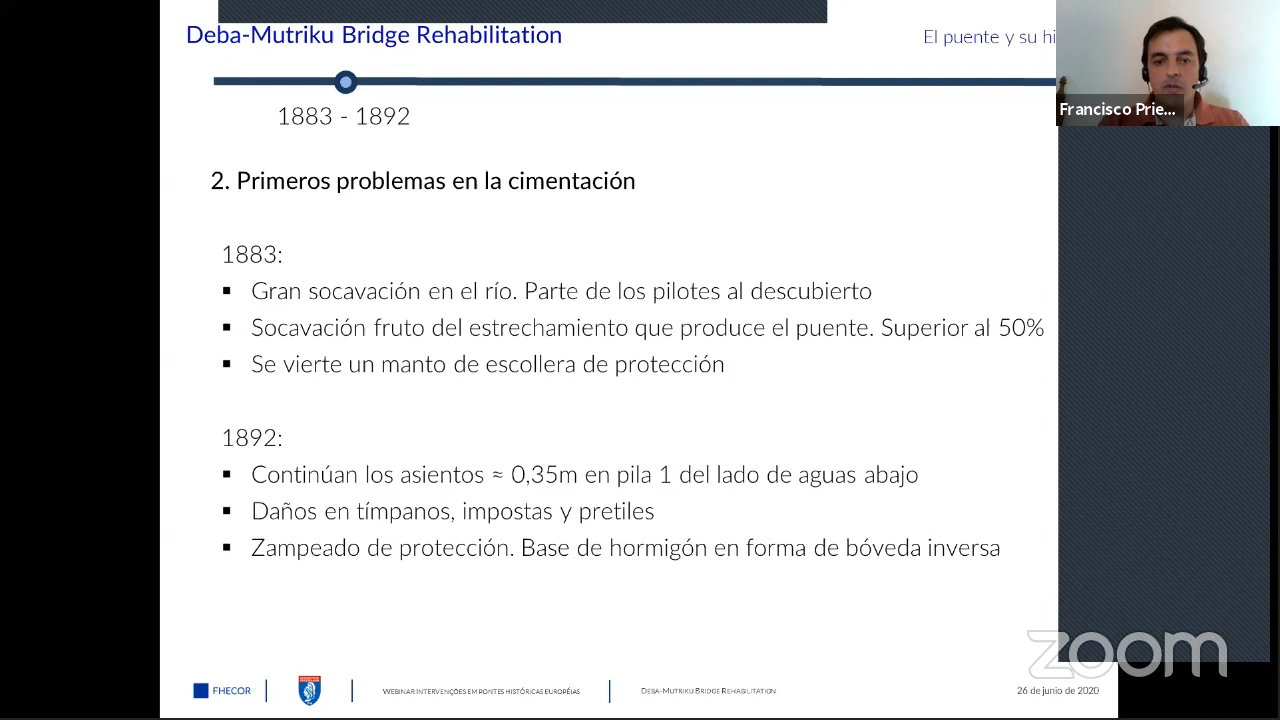 Deba-Mutriku Bridge Rehabilitation
El puente y su hi
Francisco Prie...
1883 - 1892
2. Primeros problemas en la cimentación
1883:
▪ Gran socavación en el río. Parte de los pilotes al descubierto
▪ Socavación fruto del estrechamiento que produce el puente. Superior al 50%
▪ Se vierte un manto de escollera de protección
1892:
▪ Continúan los asientos ≈ 0,35m en pila 1 del lado de aguas abajo
▪ Daños en tímpanos, impostas y pretiles
▪ Zampeado de protección. Base de hormigón en forma de bóveda inversa
zoom
FHECOR
WEBINAR INTERVENÇÕES EM PONTES HISTÓRICAS EUROPÉIAS
DEBA-MUTRIKU BRIDGE REHABILITATION
26 de junio de 2020